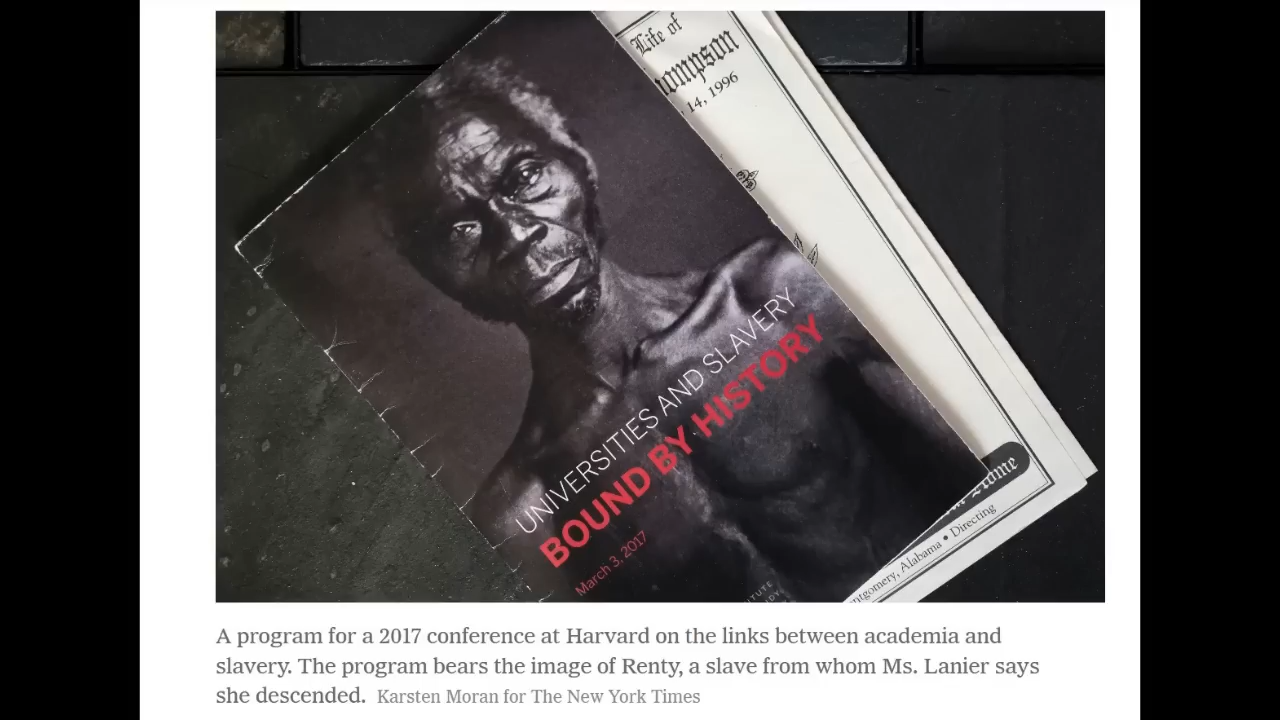 Life of
14, 1996
UNIVERSITIES AND SLAVERY
BOUND BY HISTORY
March 3, 2017
Alabama • Directing
A program for a 2017 conference at Harvard on the links between academia and
slavery. The program bears the image of Renty, a slave from whom Ms. Lanier says
she descended. Karsten Moran for The New York Times